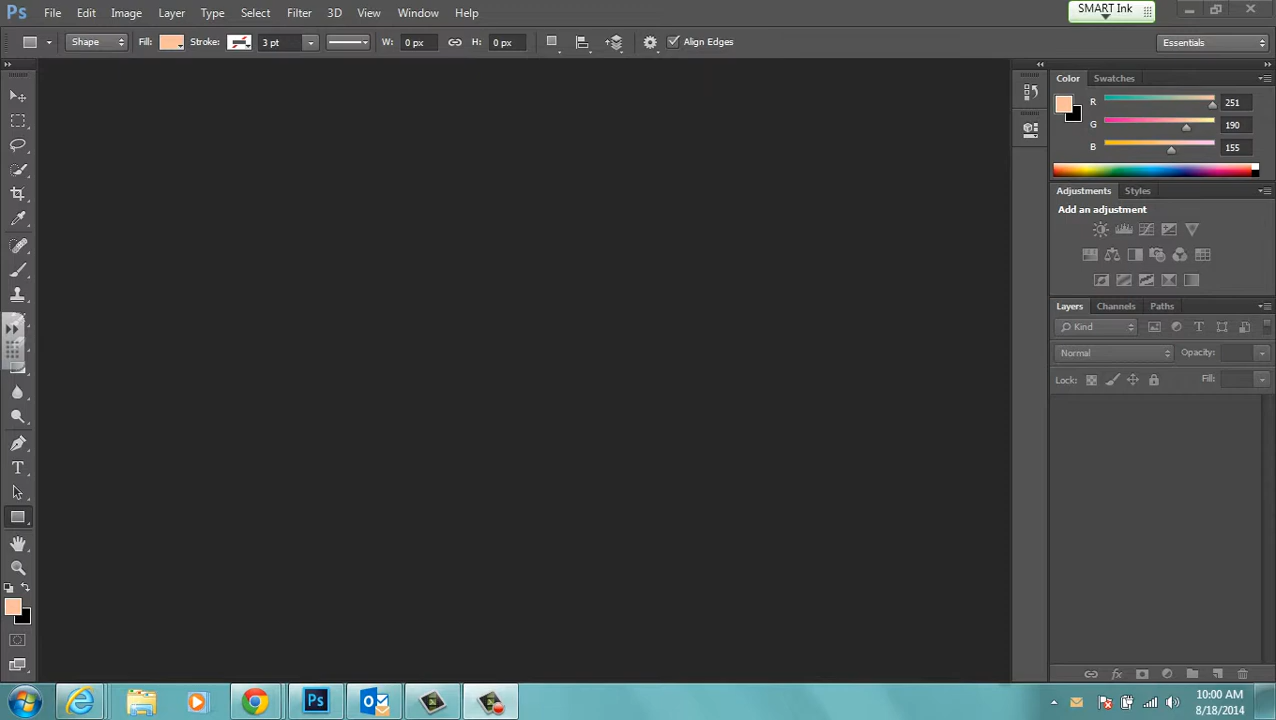 Ps File Edit Image Layer Type Select Filter 3D View Window Help
SMART Ink
Shape Fill: Stroke: 3 pt W: 0 px H: 0 px Align Edges Essentials
Color Swatches
R 251
G 190
B 155
Adjustments Styles
Add an adjustment
Layers Channels Paths
Kind
Normal Opacity:
Lock: Fill:
T
fx
Ps
10:00 AM
8/18/2014